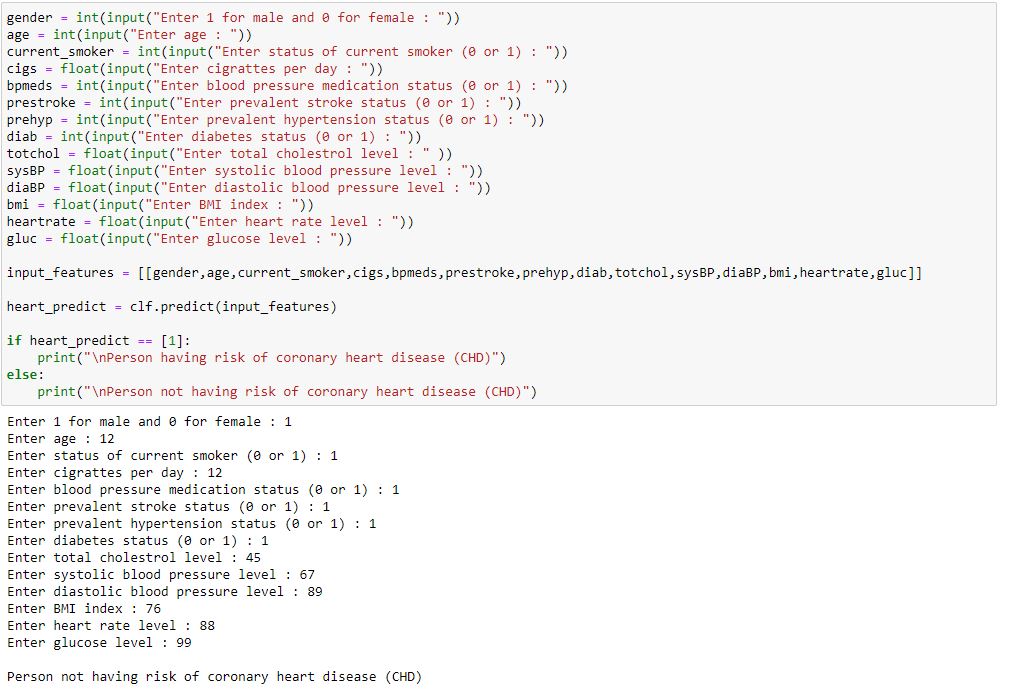 gender = int(input("Enter 1 for male and 0 for female : "))
age = int(input("Enter age : "))
current_smoker = int(input("Enter status of current smoker (0 or 1) : "))
cigs = float(input("Enter cigrattes per day : "))
bpmeds = int(input("Enter blood pressure medication status (0 or 1) : "))
prestroke = int(input("Enter prevalent stroke status (0 or 1) : "))
prehyp = int(input("Enter prevalent hypertension status (0 or 1) : "))
diab = int(input("Enter diabetes status (0 or 1) : "))
totchol = float(input("Enter total cholestrol level : " ))
sysBP = float(input("Enter systolic blood pressure level : "))
diaBP = float(input("Enter diastolic blood pressure level : "))
bmi = float(input("Enter BMI index : "))
heartrate = float(input("Enter heart rate level : "))
gluc = float(input("Enter glucose level : "))

input_features = [[gender,age,current_smoker,cigs,bpmeds,prestroke,prehyp,diab,totchol,sysBP,diaBP,bmi,heartrate,gluc]]

heart_predict = clf.predict(input_features)

if heart_predict == [1]:
    print("\nPerson having risk of coronary heart disease (CHD)")
else:
    print("\nPerson not having risk of coronary heart disease (CHD)")
Enter 1 for male and 0 for female : 1
Enter age : 12
Enter status of current smoker (0 or 1) : 1
Enter cigrattes per day : 12
Enter blood pressure medication status (0 or 1) : 1
Enter prevalent stroke status (0 or 1) : 1
Enter prevalent hypertension status (0 or 1) : 1
Enter diabetes status (0 or 1) : 1
Enter total cholestrol level : 45
Enter systolic blood pressure level : 67
Enter diastolic blood pressure level : 89
Enter BMI index : 76
Enter heart rate level : 88
Enter glucose level : 99

Person not having risk of coronary heart disease (CHD)